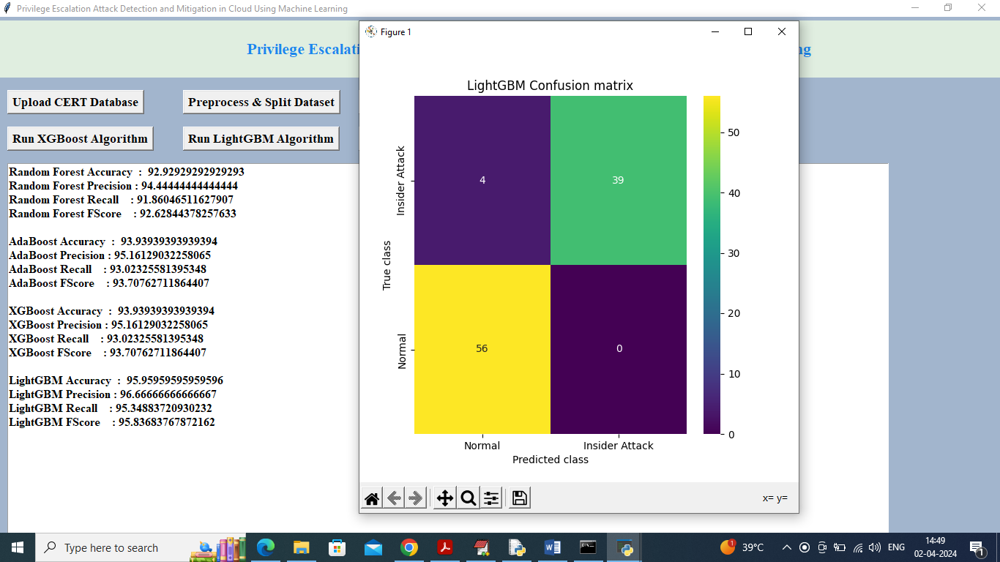 Privilege Escalation Attack Detection and Mitigation in Cloud Using Machine Learning
Privilege Escalati
ng
Upload CERT Database
Preprocess & Split Dataset
Run XGBoost Algorithm
Run LightGBM Algorithm
Random Forest Accuracy : 92.92929292929293
Random Forest Precision : 94.44444444444444
Random Forest Recall : 91.86046511627907
Random Forest FScore : 92.62844378257633
AdaBoost Accuracy : 93.93939393939394
AdaBoost Precision : 95.16129032258065
AdaBoost Recall : 93.02325581395348
AdaBoost FScore : 93.70762711864407
XGBoost Accuracy : 93.93939393939394
XGBoost Precision : 95.16129032258065
XGBoost Recall : 93.02325581395348
XGBoost FScore : 93.70762711864407
LightGBM Accuracy : 95.95959595959596
LightGBM Precision : 96.66666666666667
LightGBM Recall : 95.34883720930232
LightGBM FScore : 95.83683767872162
Figure 1
LightGBM Confusion matrix
True class
Insider Attack
Normal
4
39
56
0
Normal
Insider Attack
Predicted class
50
40
30
20
10
0
x= y=
Type here to search
1
39°C
ENG
14:49
02-04-2024
1